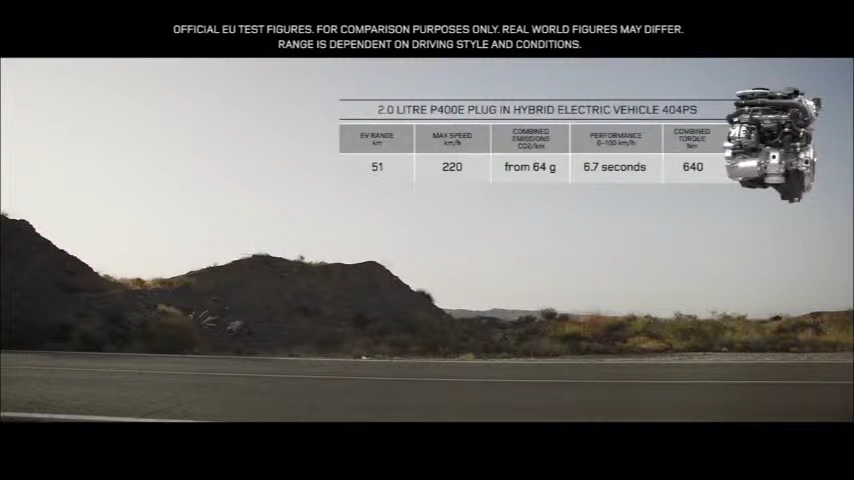 OFFICIAL EU TEST FIGURES. FOR COMPARISON PURPOSES ONLY. REAL WORLD FIGURES MAY DIFFER.
RANGE IS DEPENDENT ON DRIVING STYLE AND CONDITIONS.
2.0 LITRE P400E PLUG IN HYBRID ELECTRIC VEHICLE 404PS
EV RANGE
km
MAX SPEED
km/h
COMBINED
EMISSIONS
CO2/km
PERFORMANCE
0-100 km/h
COMBINED
TORQUE
Nm
51
220
from 64 g
6.7 seconds
640